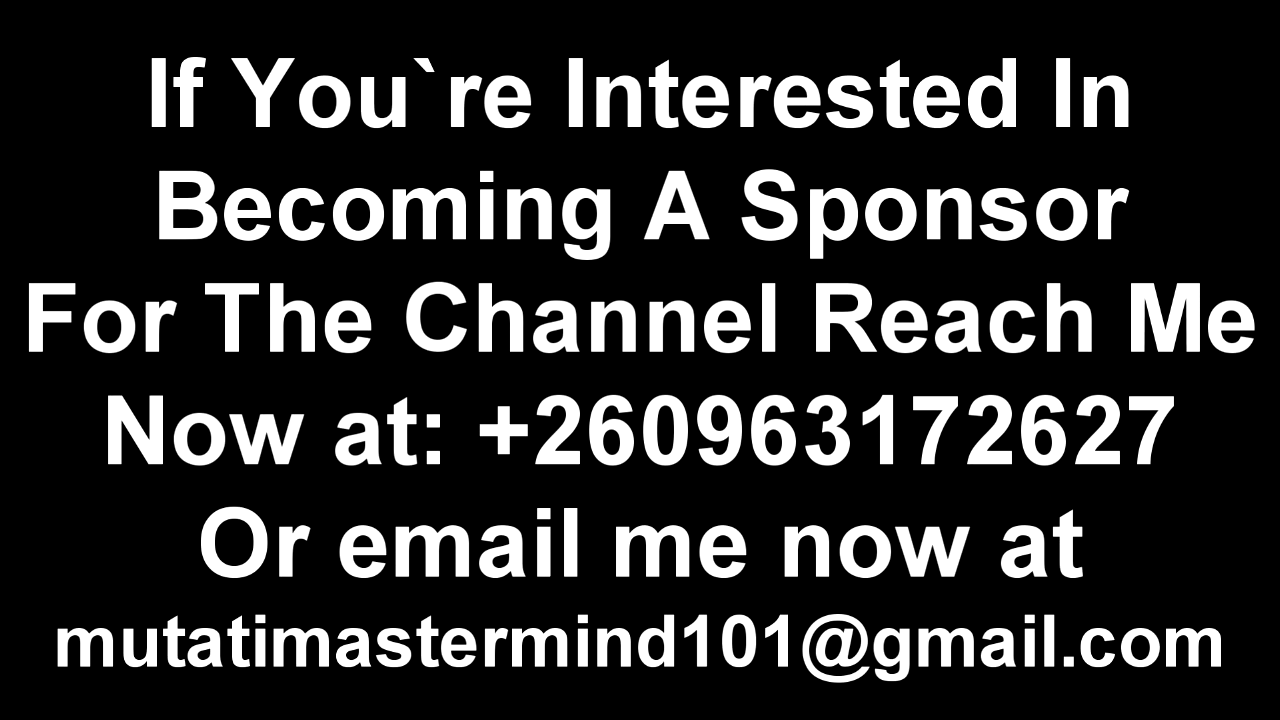 If You`re Interested In
Becoming A Sponsor
For The Channel Reach Me
Now at: +260963172627
Or email me now at
mutatimastermind101@gmail.com